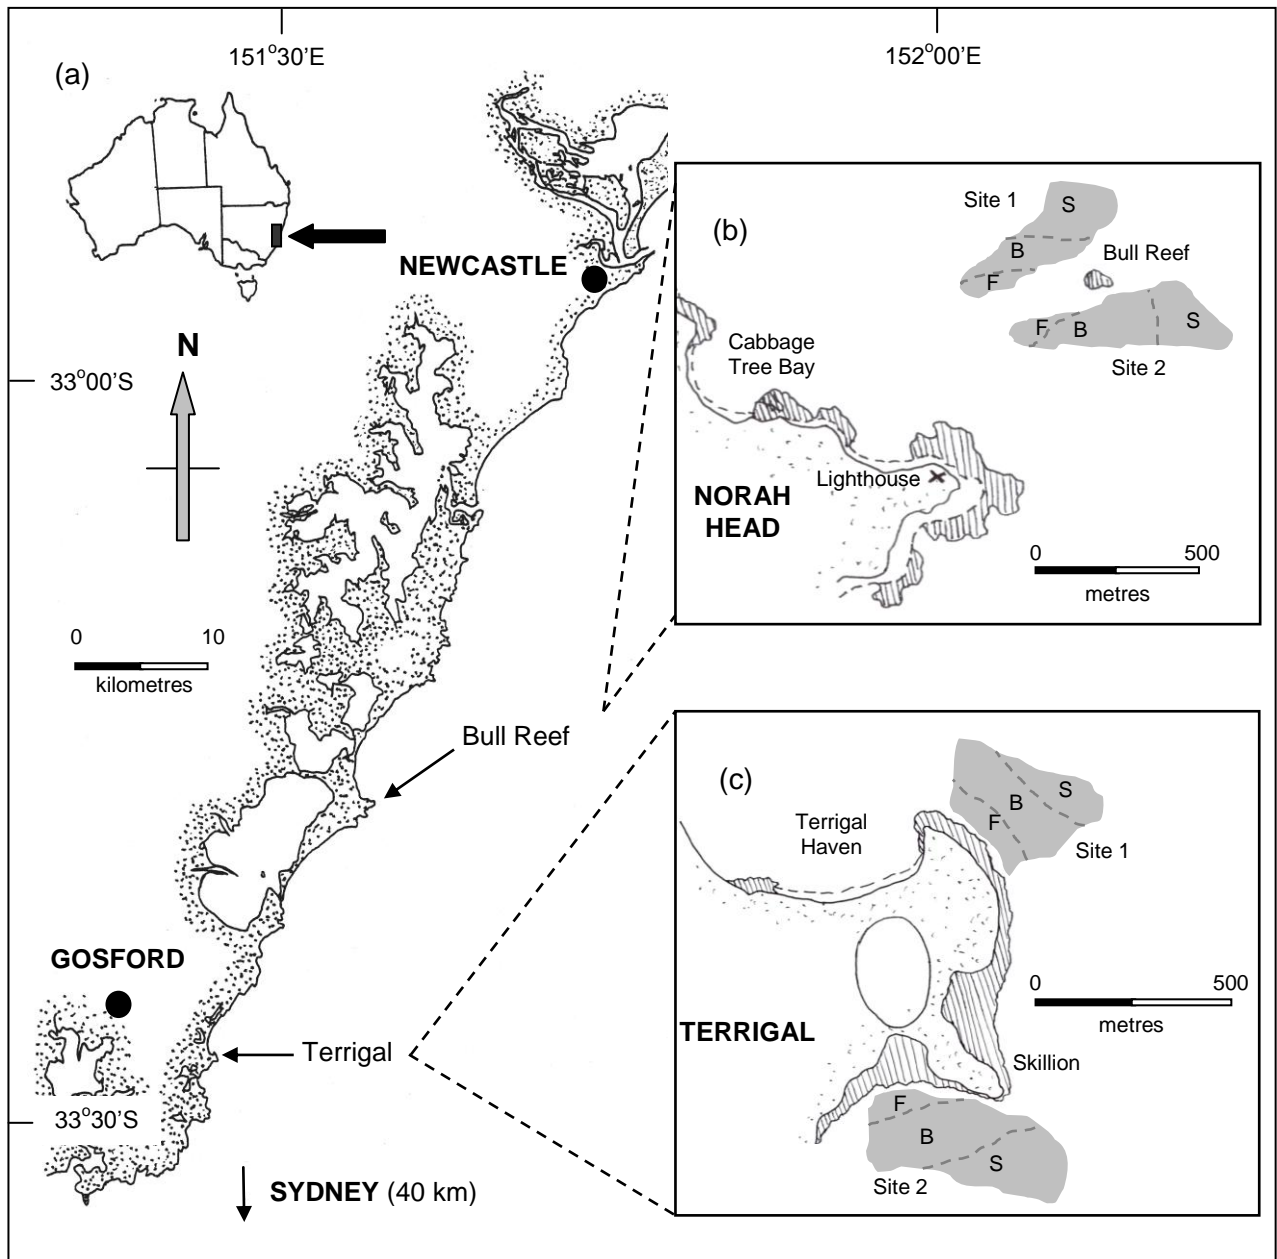 151°30'E
152°00'E
(a)
NEWCASTLE
N
33°00'S
0 10
kilometres
Bull Reef
GOSFORD
Terrigal
33°30'S
SYDNEY (40 km)
(b)
Site 1
S
B
F
Bull Reef
F
B
S
Site 2
Cabbage
Tree Bay
Lighthouse
NORAH
HEAD
0 500
metres
(c)
S
B
F
Site 1
Terrigal
Haven
0 500
metres
TERRIGAL
Skillion
F
B
S
Site 2